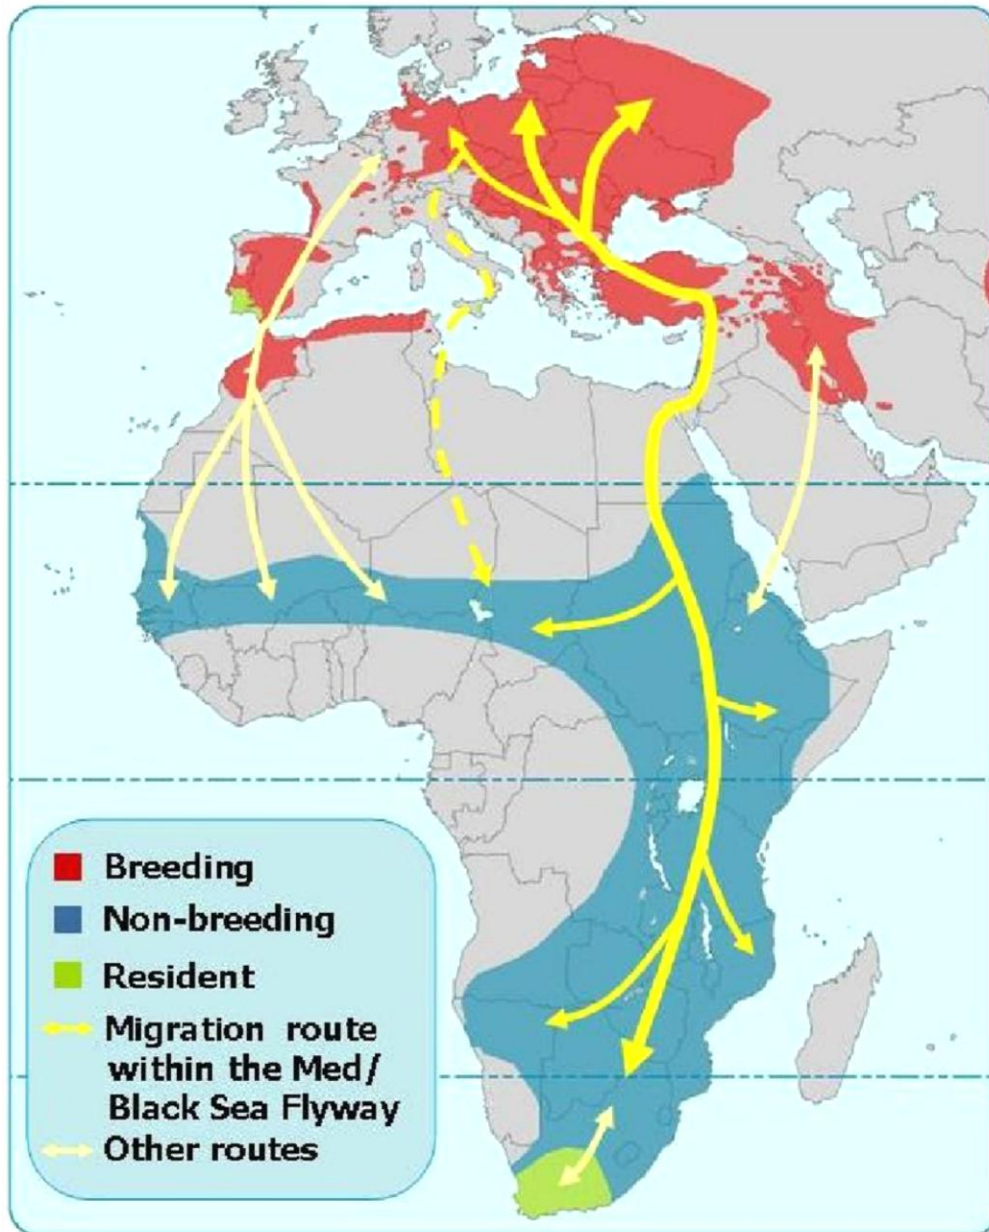 Breeding
Non-breeding
Resident
Migration route
within the Med/
Black Sea Flyway
Other routes